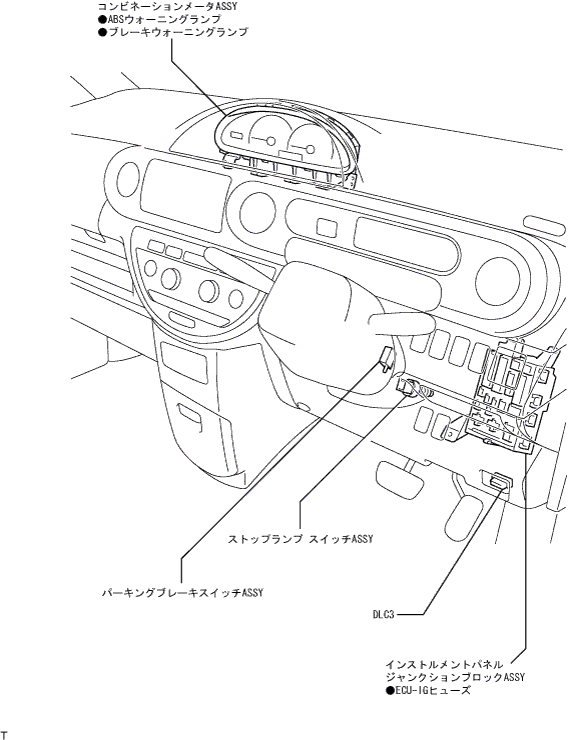 コンビネーションメータASSY
●ABSウォーニングランプ
●ブレーキウォーニングランプ
ストップランプ スイッチASSY
パーキングブレーキスイッチASSY
DLC3
インストルメントパネル
ジャンクションブロックASSY
●ECU-IGヒューズ
T